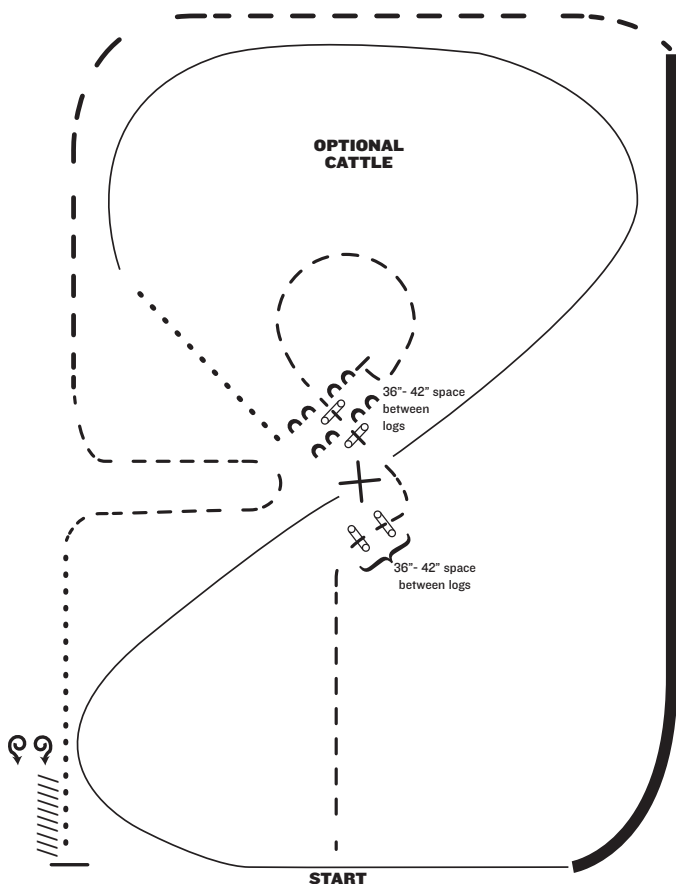 OPTIONAL
CATTLE
36”- 42” space
between
logs
36”- 42” space
between logs
START